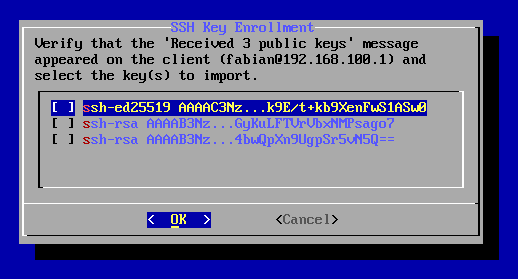 SSH Key Enrollment
Verify that the 'Received 3 public keys' message
appeared on the client (fabian@192.168.100.1) and
select the key(s) to import.
[ ] ssh-ed25519 AAAAC3Nz...k9E/t+kb9XenFwS1ASw0
[ ] ssh-rsa AAAAB3Nz...GyKuLFTVrVbxNMPsago7
[ ] ssh-rsa AAAAB3Nz...4bwQpXn9UgpSr5vN5Q==
< OK > <Cancel>